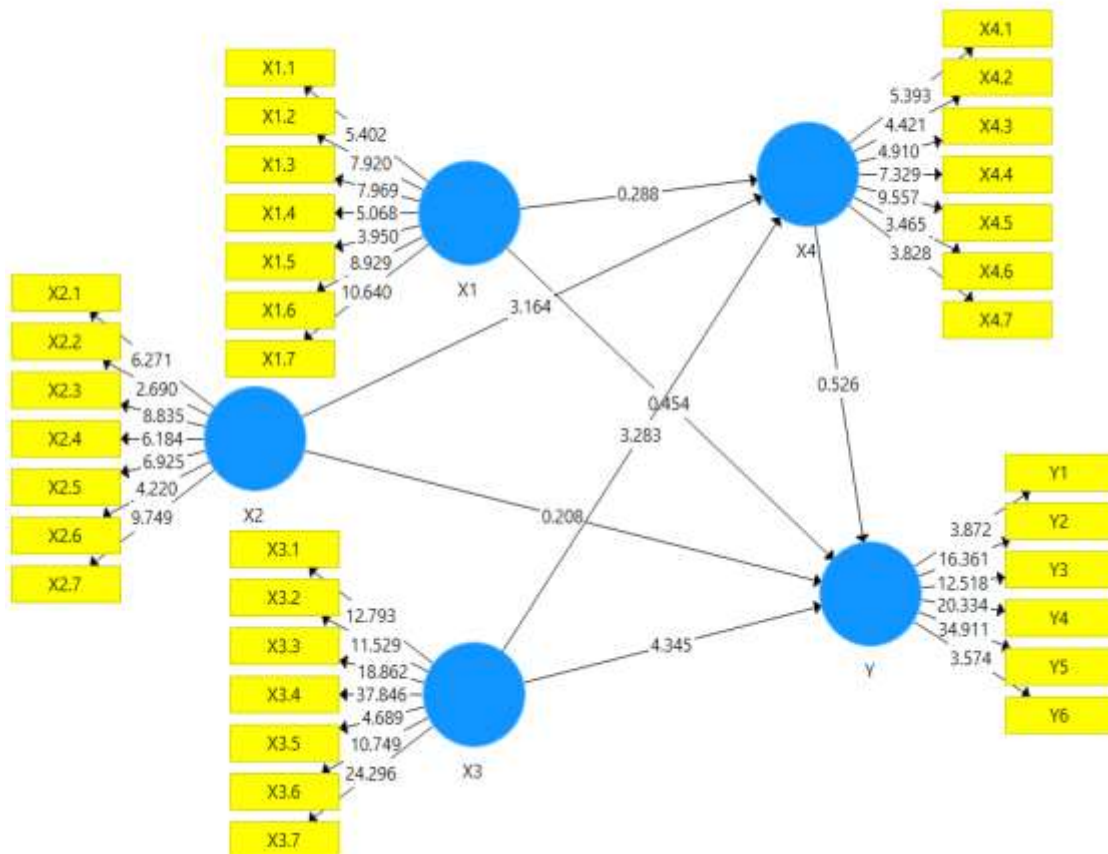 X1.1
X1.2
X1.3
X1.4
X1.5
X1.6
X1.7
5.402
7.920
7.969
5.068
3.950
8.929
10.640
X1
X4.1
X4.2
X4.3
X4.4
X4.5
X4.6
X4.7
5.393
4.421
4.910
7.329
9.557
3.465
3.828
X4
0.288
3.164
3.283
0.454
0.526
0.208
4.345
X2.1
X2.2
X2.3
X2.4
X2.5
X2.6
X2.7
6.271
2.690
8.835
6.184
6.925
4.220
9.749
X2
X3.1
X3.2
X3.3
X3.4
X3.5
X3.6
X3.7
12.793
11.529
18.862
37.846
4.689
10.749
24.296
X3
Y1
Y2
Y3
Y4
Y5
Y6
3.872
16.361
12.518
20.334
34.911
3.574
Y